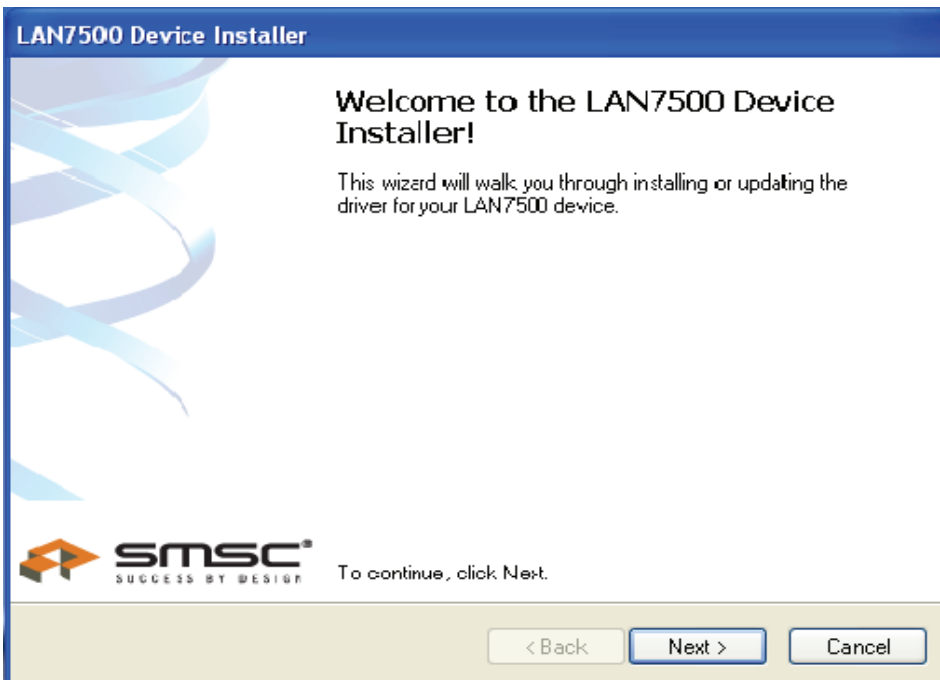 LAN7500 Device Installer
Welcome to the LAN7500 Device
Installer!
This wizard will walk you through installing or updating the
driver for your LAN7500 device.
smsc®
SUCCESS BY DESIGN
To continue, click Next.
< Back
Next >
Cancel